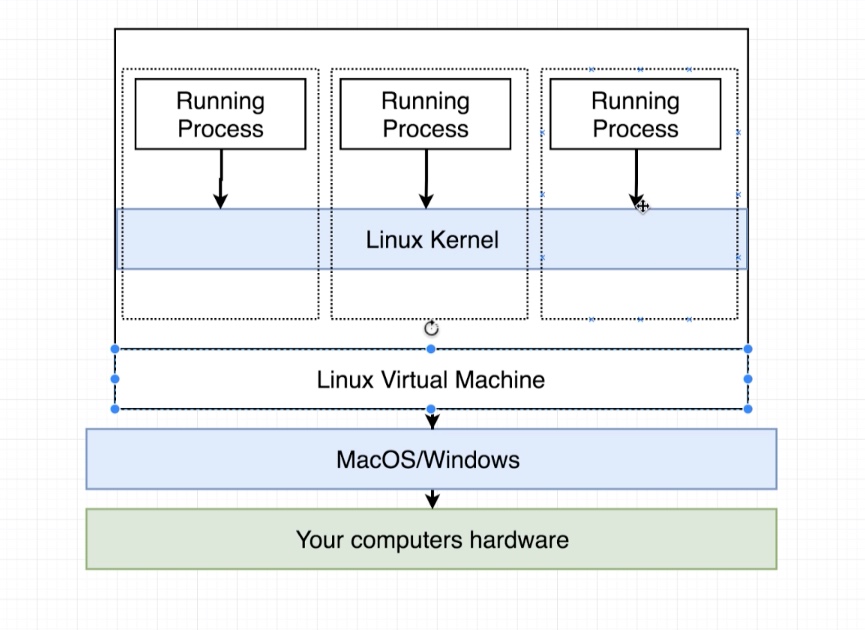 Running Running Running
Process Process Process
Linux Kernel
Linux Virtual Machine
MacOS/Windows
Your computers hardware